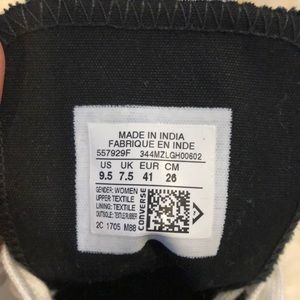 MADE IN INDIA
FABRIQUE EN INDE
557929F 344MZLGH00602
US UK EUR CM
9.5 7.5 41 26
GENDER: WOMEN
UPPER: TEXTILE
LINING: TEXTILE
OUTSOLE: TEXTILE/RUBBER
2C 1705 M88
CONVERSE